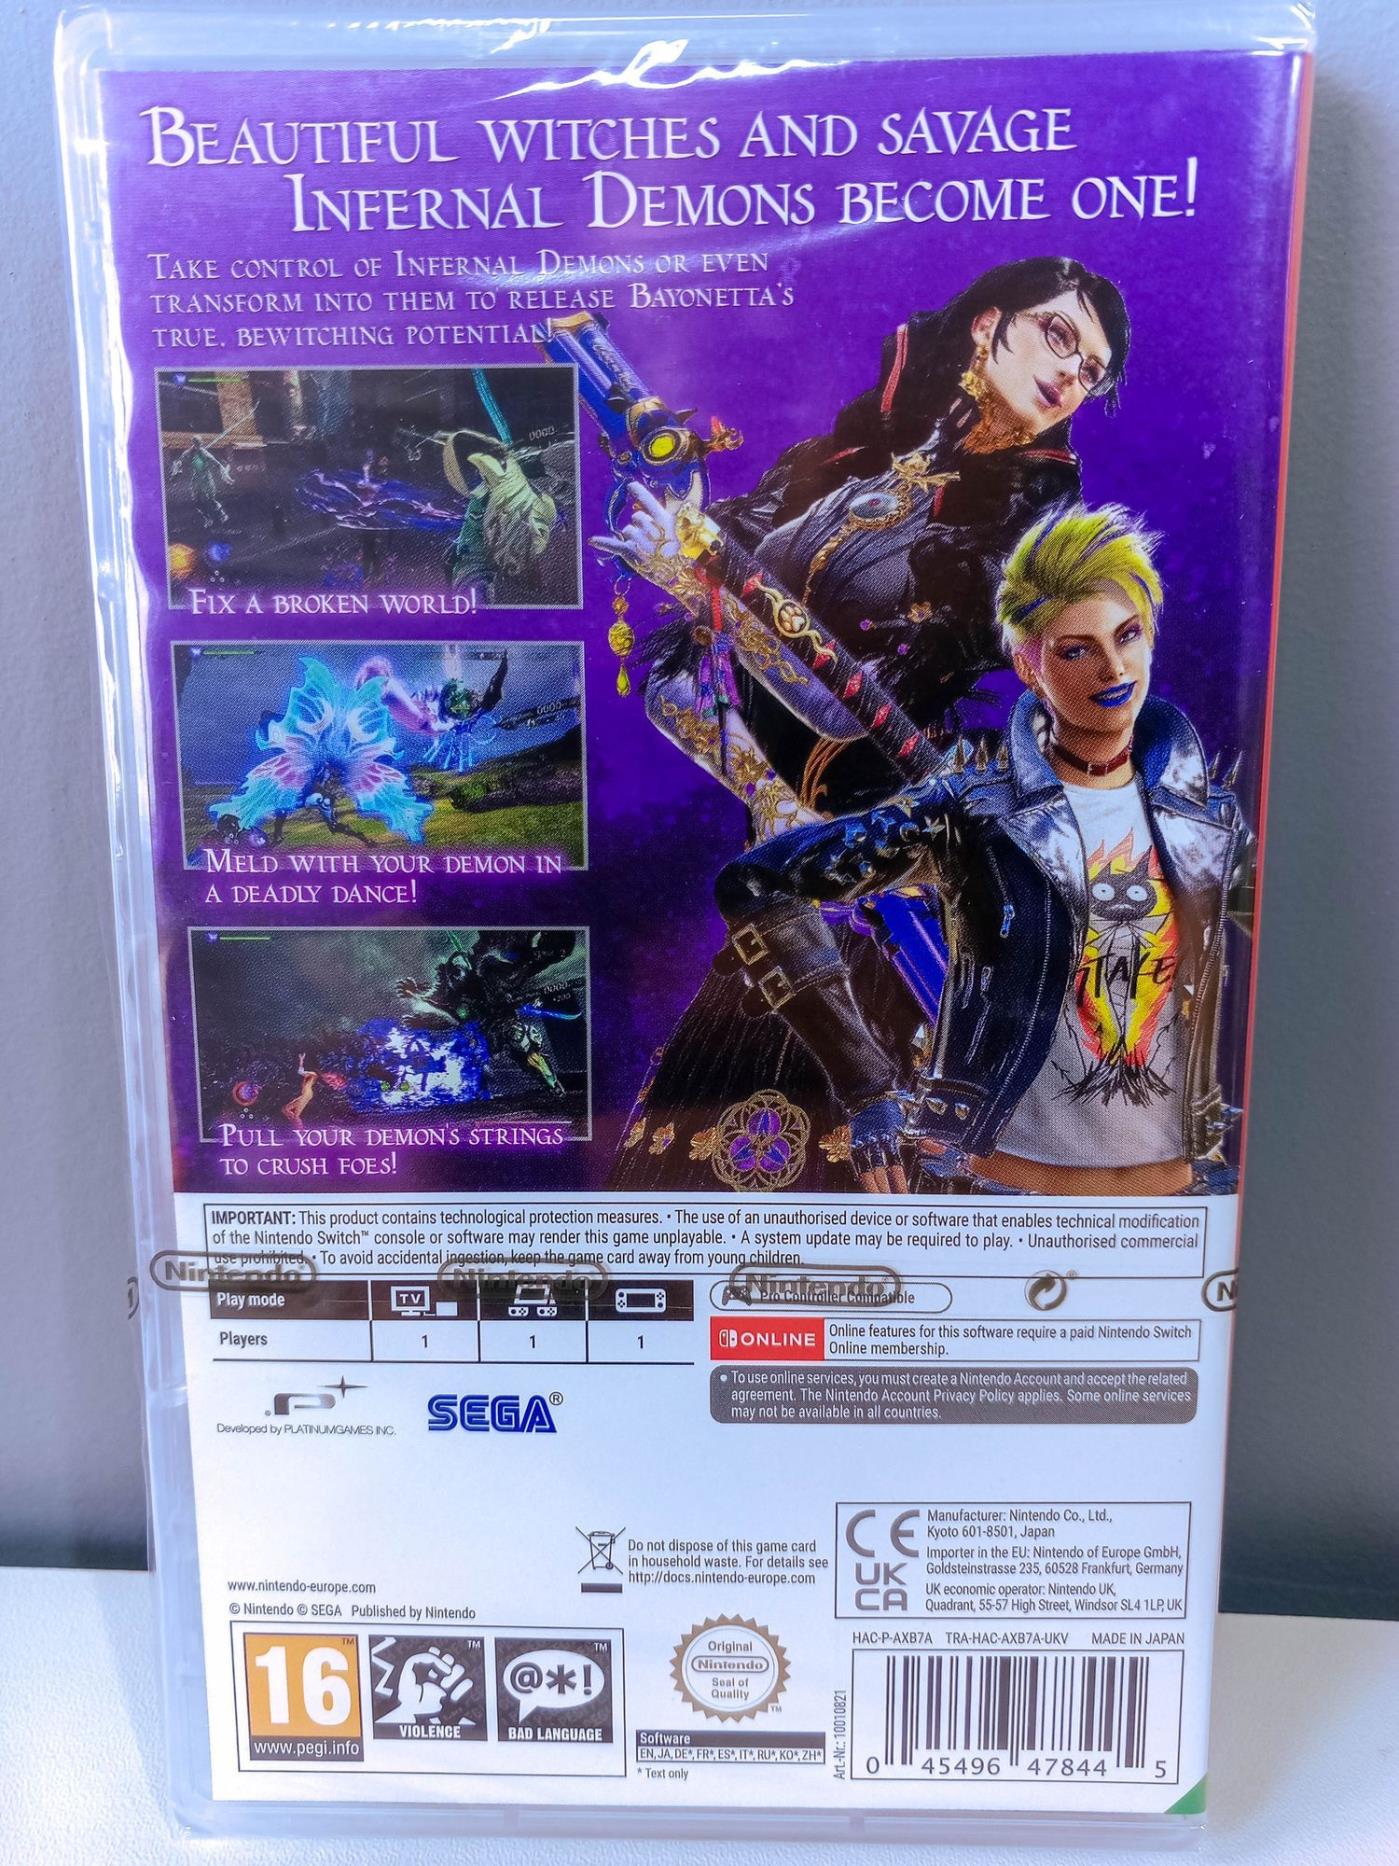 BEAUTIFUL WITCHES AND SAVAGE
INFERNAL DEMONS BECOME ONE!
TAKE CONTROL OF INFERNAL DEMONS OR EVEN
TRANSFORM INTO THEM TO RELEASE BAYONETTA'S
TRUE, BEWITCHING POTENTIAL!
FIX A BROKEN WORLD!
MELD WITH YOUR DEMON IN
A DEADLY DANCE!
PULL YOUR DEMON'S STRINGS
TO CRUSH FOES!
IMPORTANT: This product contains technological protection measures. • The use of an unauthorised device or software that enables technical modification
of the Nintendo Switch™ console or software may render this game unplayable. • A system update may be required to play. • Unauthorised commercial
use prohibited. • To avoid accidental ingestion, keep the game card away from young children.
Nintendo Nintendo Nintendo
Play mode TV
Pro Controller Compatible
Players 1 1 1
ONLINE
Online features for this software require a paid Nintendo Switch
Online membership.
• To use online services, you must create a Nintendo Account and accept the related
agreement. The Nintendo Account Privacy Policy applies. Some online services
may not be available in all countries.
Developed by PLATINUMGAMES INC.
SEGA®
Do not dispose of this game card
in household waste. For details see
http://docs.nintendo-europe.com
CE
UK
CA
Manufacturer: Nintendo Co., Ltd.,
Kyoto 601-8501, Japan
Importer in the EU: Nintendo of Europe GmbH,
Goldsteinstrasse 235, 60528 Frankfurt, Germany
UK economic operator: Nintendo UK,
Quadrant, 55-57 High Street, Windsor SL4 1LP, UK
www.nintendo-europe.com
© Nintendo © SEGA Published by Nintendo
16™
www.pegi.info
VIOLENCE
™
@*!
BAD LANGUAGE
™
Original
Nintendo
Seal of
Quality
™
Software
EN, JA, DE*, FR*, ES*, IT*, RU*, KO*, ZH*
* Text only
HAC-P-AXB7A TRA-HAC-AXB7A-UKV MADE IN JAPAN
Art.-Nr.: 10010821
0 45496 47844 5